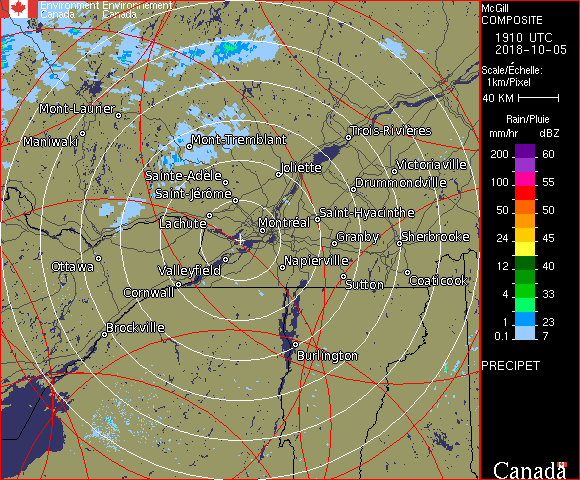 Environment Environnement
Canada Canada
McGill
COMPOSITE
1910 UTC
2018-10-05
Scale/Échelle:
1km/Pixel
40 KM
Rain/Pluie
mm/hr dBZ
200 60
100 55
50 50
24 45
12 40
4 33
1 23
0.1 7
PRECIPET
Canada
Mont-Laurier
Maniwaki
Mont-Tremblant
Trois-Rivières
Joliette
Victoriaville
Sainte-Adèle
Drummondville
Saint-Jérôme
Lachute
Saint-Hyacinthe
Montréal
Granby
Sherbrooke
Ottawa
Valleyfield
Napierville
Cornwall
Sutton
Coaticook
Brockville
Burlington